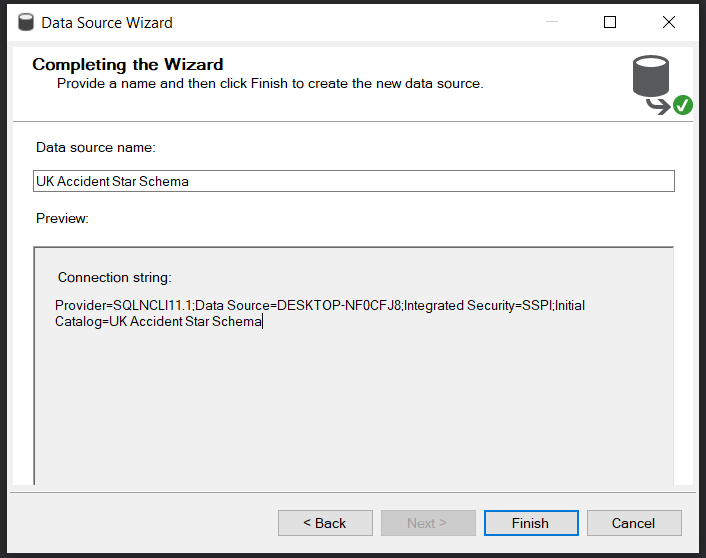 Data Source Wizard
Completing the Wizard
Provide a name and then click Finish to create the new data source.
Data source name:
UK Accident Star Schema
Preview:
Connection string:
Provider=SQLNCLI11.1;Data Source=DESKTOP-NF0CFJ8;Integrated Security=SSPI;Initial
Catalog=UK Accident Star Schema
< Back
Next >
Finish
Cancel